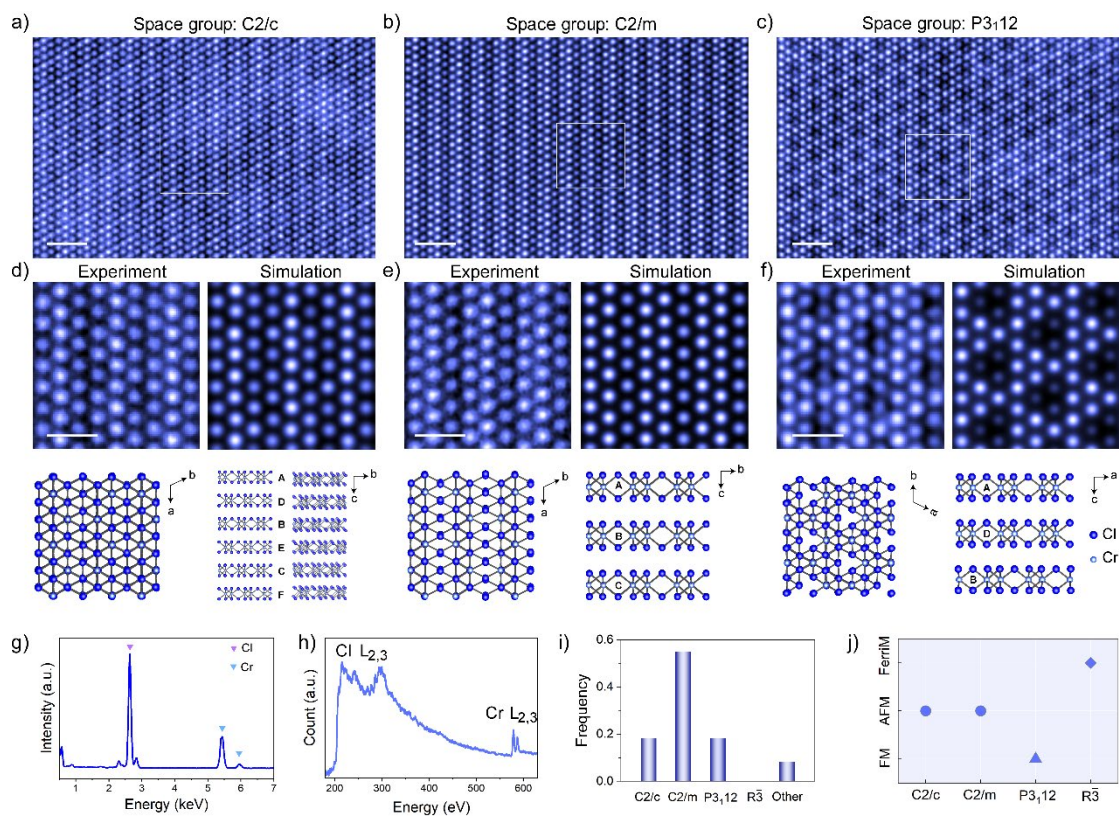 a) Space group: C2/c
b) Space group: C2/m
c) Space group: P3₁12
d) Experiment Simulation
e) Experiment Simulation
f) Experiment Simulation
b
a
A
D
B
E
C
F
b
c
b
a
A
B
C
b
c
b
a
A
D
B
a
c
Cl
Cr
g)
Intensity (a.u.)
Cl
Cr
1 2 3 4 5 6 7
Energy (keV)
h)
Count (a.u.)
Cl L₂,₃
Cr L₂,₃
200 300 400 500 600
Energy (eV)
i)
Frequency
0.6
0.4
0.2
0.0
C2/c C2/m P3₁12 R3̄ Other
j)
FerriM
AFM
FM
C2/c C2/m P3₁12 R3̄